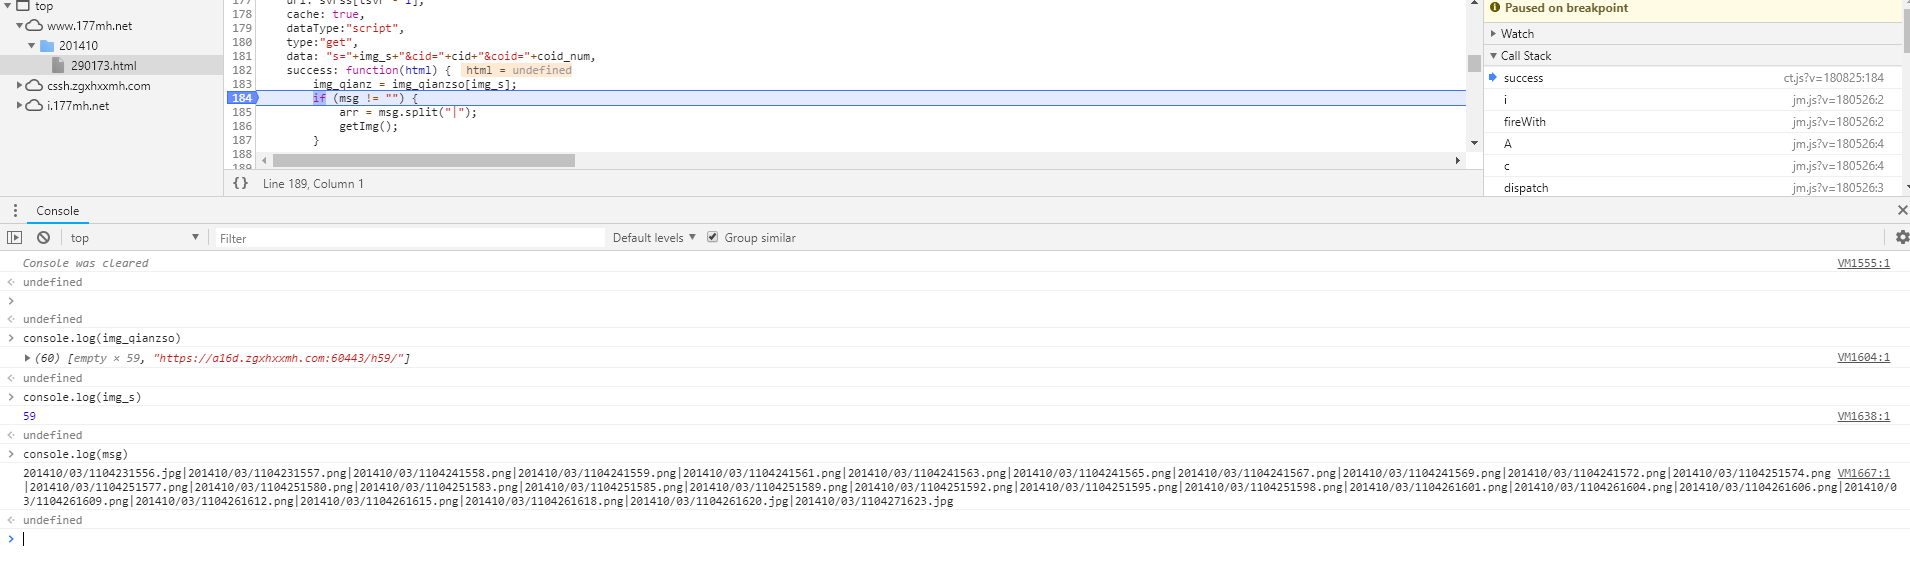 top
www.177mh.net
201410
290173.html
cssh.zgxhxxmh.com
i.177mh.net
177
178 cache: true,
179 dataType:"script",
180 type:"get",
181 data: "s="+img_s+"&cid="+cid+"&coid="+coid_num,
182 success: function(html) { html = undefined
183 img_qianz = img_qianzso[img_s];
184 if (msg != "") {
185 arr = msg.split("|");
186 getImg();
187 }
188
189
{} Line 189, Column 1
Paused on breakpoint
Watch
Call Stack
success ct.js?v=180825:184
i jm.js?v=180526:2
fireWith jm.js?v=180526:2
A jm.js?v=180526:4
c jm.js?v=180526:4
dispatch jm.js?v=180526:3
Console
top Filter Default levels Group similar
Console was cleared VM1555:1
undefined
undefined
console.log(img_qianzso)
(60) [empty × 59, "https://a16d.zgxhxxmh.com:60443/h59/"] VM1604:1
undefined
console.log(img_s)
59 VM1638:1
undefined
console.log(msg)
201410/03/1104231556.jpg|201410/03/1104231557.png|201410/03/1104241558.png|201410/03/1104241559.png|201410/03/1104241561.png|201410/03/1104241563.png|201410/03/1104241565.png|201410/03/1104241567.png|201410/03/1104241569.png|201410/03/1104241572.png|201410/03/1104251574.png VM1667:1
|201410/03/1104251577.png|201410/03/1104251580.png|201410/03/1104251583.png|201410/03/1104251585.png|201410/03/1104251589.png|201410/03/1104251592.png|201410/03/1104251595.png|201410/03/1104251598.png|201410/03/1104261601.png|201410/03/1104261604.png|201410/03/1104261606.png|201410/0
3/1104261609.png|201410/03/1104261612.png|201410/03/1104261615.png|201410/03/1104261618.png|201410/03/1104261620.jpg|201410/03/1104271623.jpg
undefined